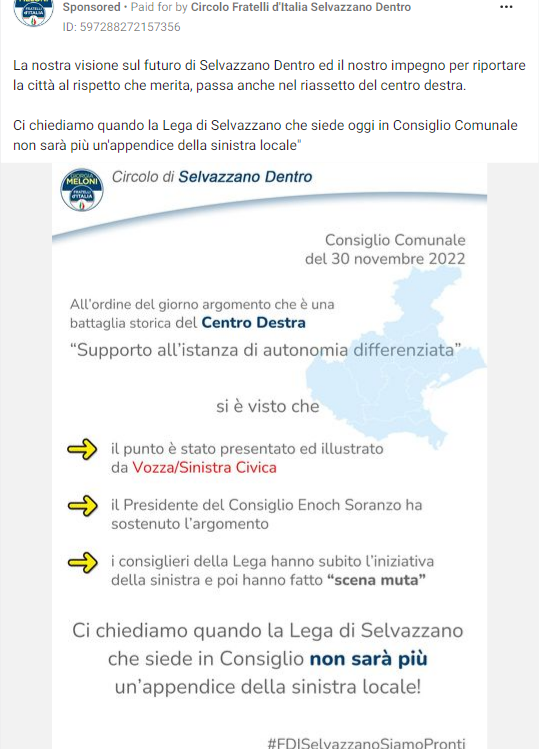 Sponsored • Paid for by Circolo Fratelli d'Italia Selvazzano Dentro
ID: 597288272157356
La nostra visione sul futuro di Selvazzano Dentro ed il nostro impegno per riportare
la città al rispetto che merita, passa anche nel riassetto del centro destra.
Ci chiediamo quando la Lega di Selvazzano che siede oggi in Consiglio Comunale
non sarà più un'appendice della sinistra locale"
GIORGIA
MELONI
FRATELLI
d'ITALIA
Circolo di Selvazzano Dentro
Consiglio Comunale
del 30 novembre 2022
All'ordine del giorno argomento che è una
battaglia storica del Centro Destra
“Supporto all'istanza di autonomia differenziata”
si è visto che
il punto è stato presentato ed illustrato
da Vozza/Sinistra Civica
il Presidente del Consiglio Enoch Soranzo ha
sostenuto l'argomento
i consiglieri della Lega hanno subito l'iniziativa
della sinistra e poi hanno fatto “scena muta”
Ci chiediamo quando la Lega di Selvazzano
che siede in Consiglio non sarà più
un'appendice della sinistra locale!
#FDISelvazzanoSiamoPronti